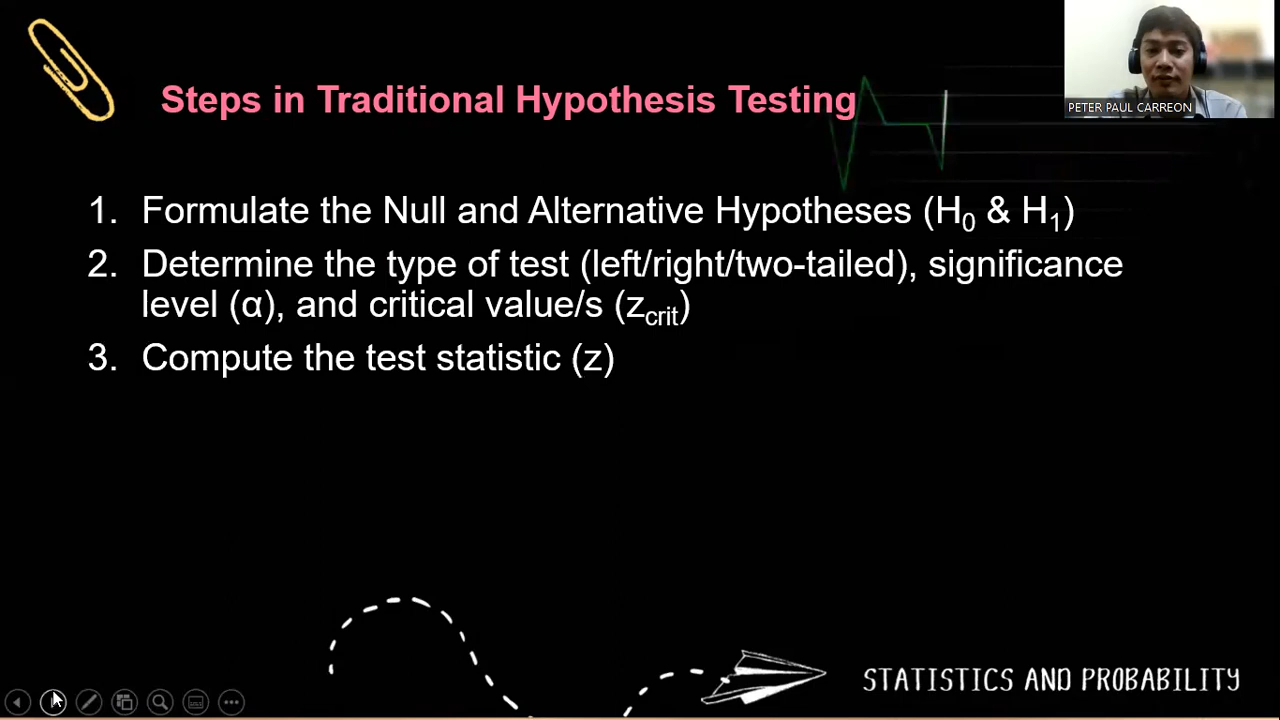 PETER PAUL CARREON
Steps in Traditional Hypothesis Testing
1. Formulate the Null and Alternative Hypotheses (H₀ & H₁)
2. Determine the type of test (left/right/two-tailed), significance
level (α), and critical value/s (z_crit)
3. Compute the test statistic (z)
STATISTICS AND PROBABILITY